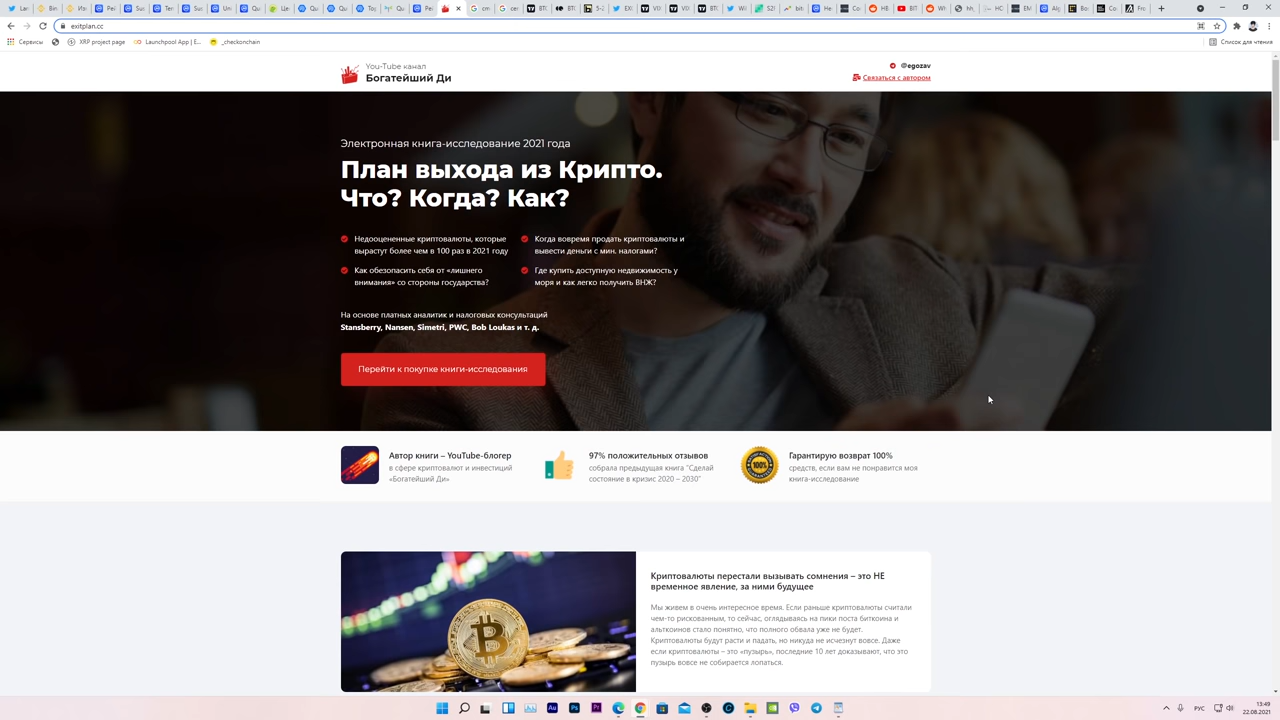 exitplan.cc
Сервисы
XRP project page
Launchpool App | E...
_checkonchain
Список для чтения
You-Tube канал
Богатейший Ди
@egozav
Связаться с автором
Электронная книга-исследование 2021 года
План выхода из Крипто.
Что? Когда? Как?
Недооцененные криптовалюты, которые
вырастут более чем в 100 раз в 2021 году
Когда вовремя продать криптовалюты и
вывести деньги с мин. налогами?
Как обезопасить себя от «лишнего
внимания» со стороны государства?
Где купить доступную недвижимость у
моря и как легко получить ВНЖ?
На основе платных аналитик и налоговых консультаций
Stansberry, Nansen, Simetri, PWC, Bob Loukas и т. д.
Перейти к покупке книги-исследования
Автор книги – YouTube-блогер
в сфере криптовалют и инвестиций
«Богатейший Ди»
97% положительных отзывов
собрала предыдущая книга "Сделай
состояние в кризис 2020 – 2030"
100%
Гарантирую возврат 100%
средств, если вам не понравится моя
книга-исследование
Криптовалюты перестали вызывать сомнения – это НЕ
временное явление, за ними будущее
Мы живем в очень интересное время. Если раньше криптовалюты считали
чем-то рискованным, то сейчас, оглядываясь на пики поста биткоина и
альткоинов стало понятно, что полного обвала уже не будет.
Криптовалюты будут расти и падать, но никуда не исчезнут вовсе. Даже
если криптовалюты – это «пузырь», последние 10 лет доказывают, что это
пузырь вовсе не собирается лопаться.
Au
Ps
Pr
РУС
13:49
22.08.2021